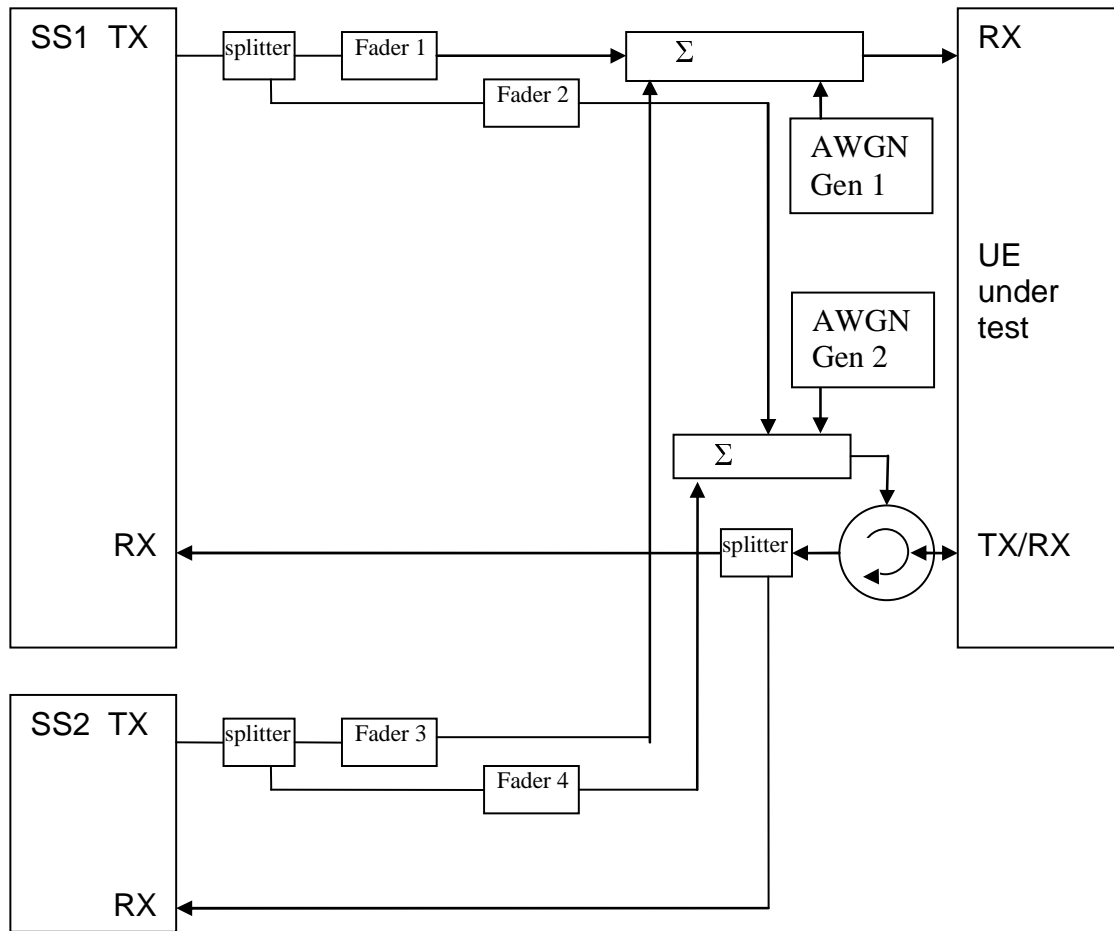 SS1 TX
splitter
Fader 1
Σ
RX
Fader 2
AWGN
Gen 1
UE
under
test
AWGN
Gen 2
Σ
RX
splitter
TX/RX
SS2 TX
splitter
Fader 3
Fader 4
RX